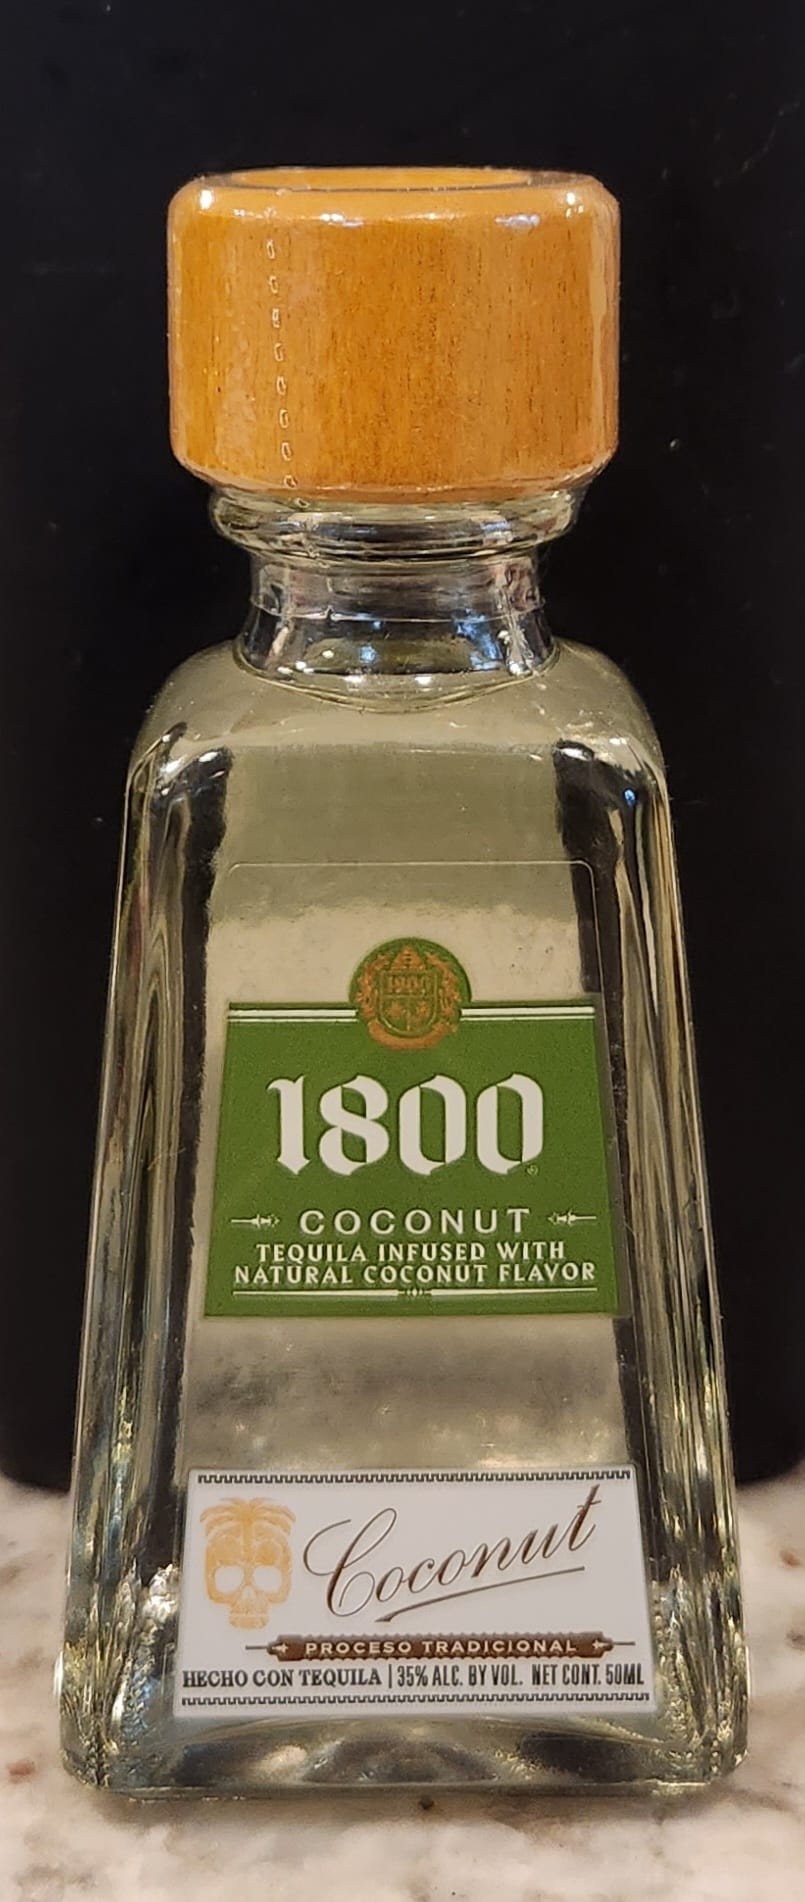 1800
1800
COCONUT
TEQUILA INFUSED WITH
NATURAL COCONUT FLAVOR
Coconut
PROCESO TRADICIONAL
HECHO CON TEQUILA | 35% ALC. BY VOL. NET CONT. 50ML